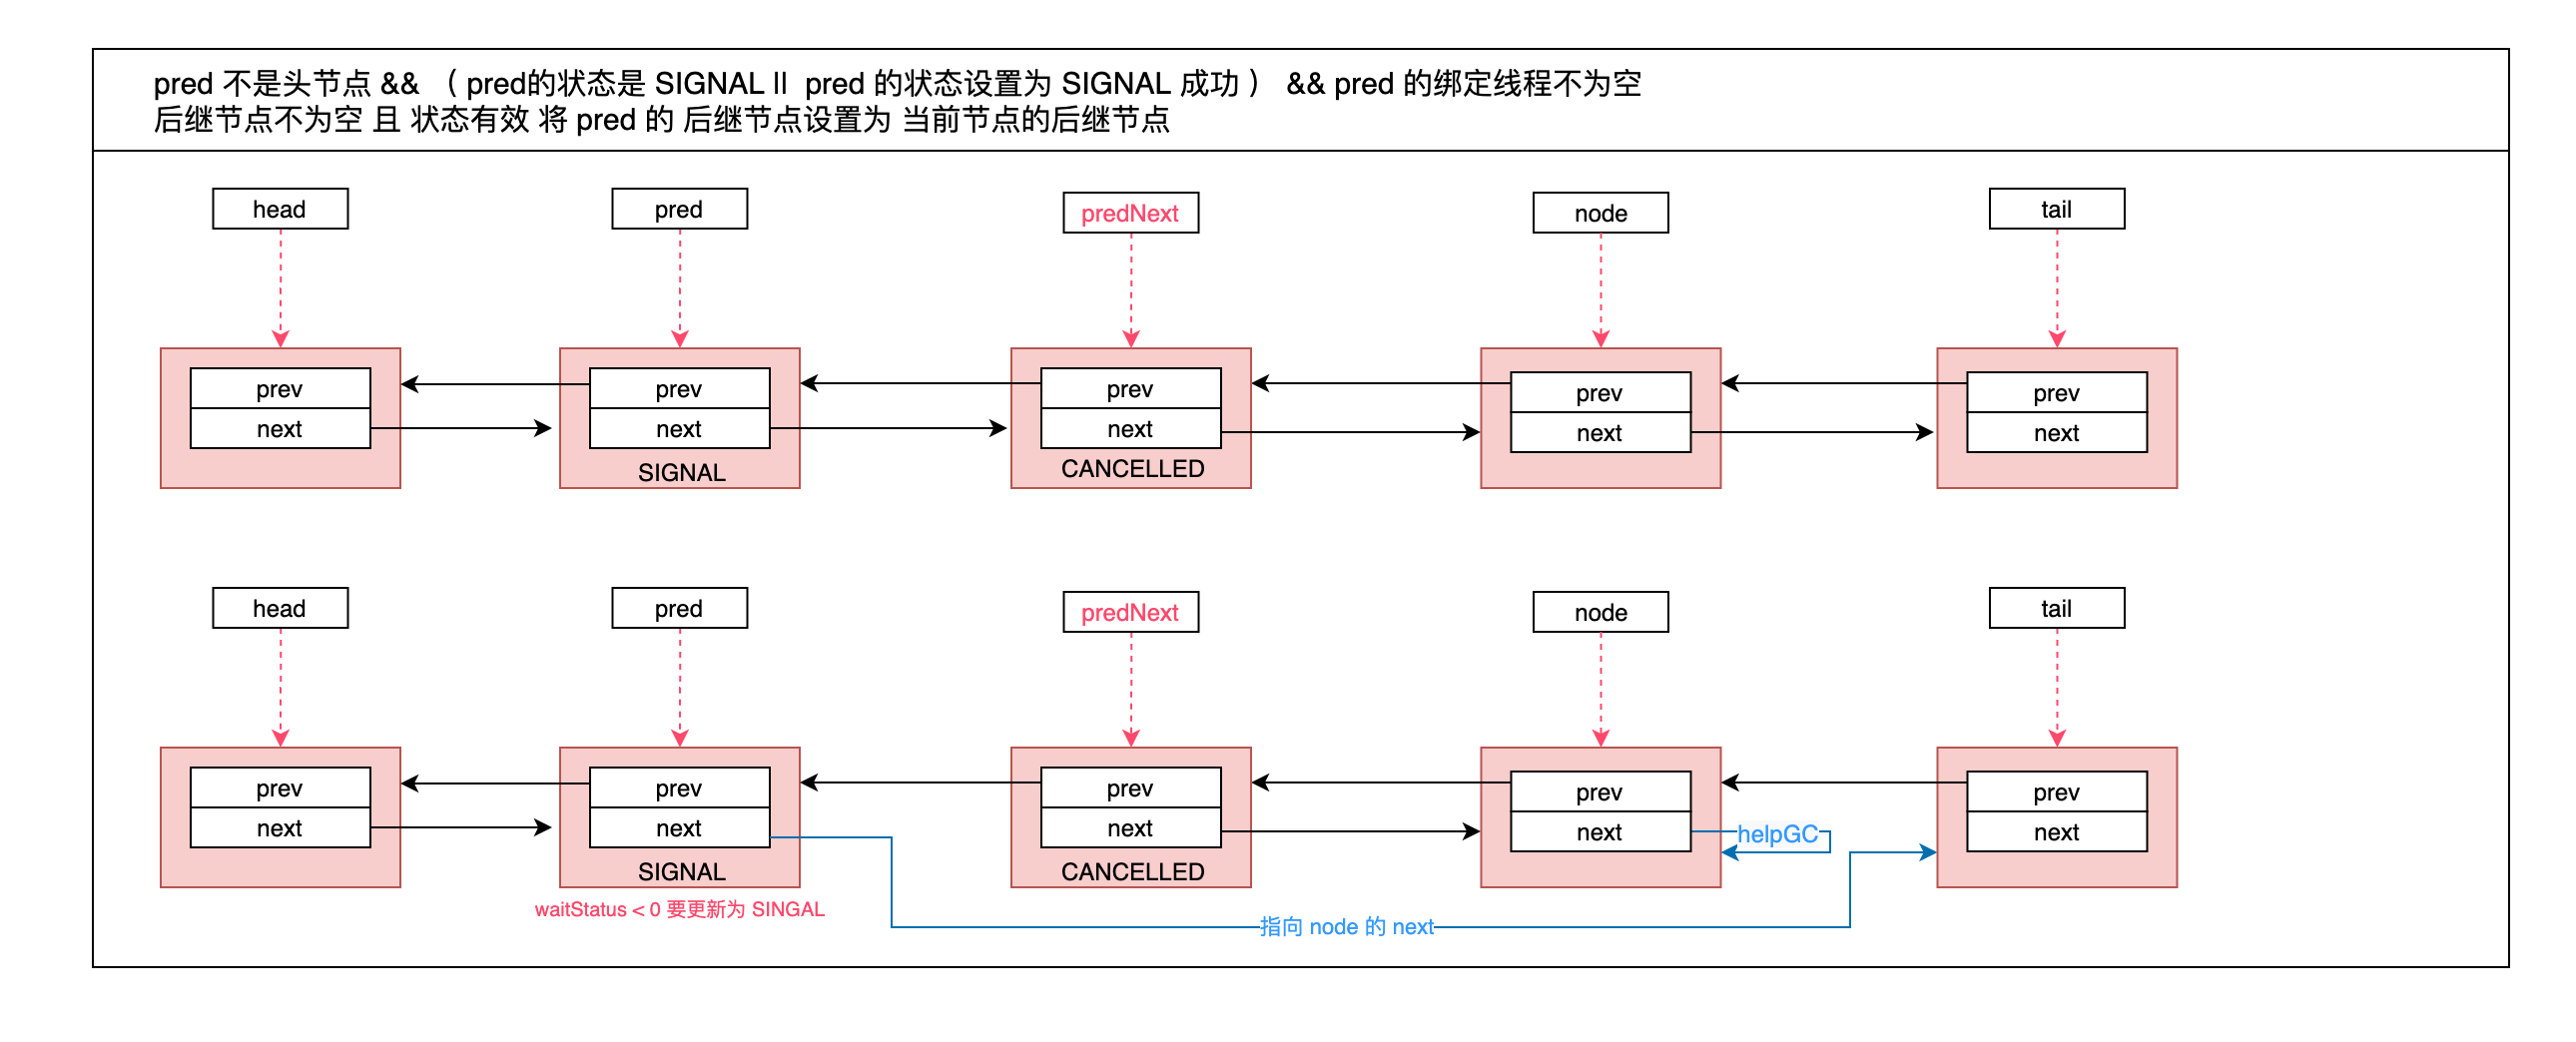 pred 不是头节点 && （ pred的状态是 SIGNAL || pred 的状态设置为 SIGNAL 成功 ） && pred 的绑定线程不为空
后继节点不为空 且 状态有效 将 pred 的 后继节点设置为 当前节点的后继节点
head
pred
predNext
node
tail
prev
prev
prev
prev
prev
next
next
next
next
next
SIGNAL
CANCELLED
head
pred
predNext
node
tail
prev
prev
prev
prev
prev
next
next
next
next
helpGC
next
SIGNAL
CANCELLED
waitStatus < 0 要更新为 SINGAL
指向 node 的 next